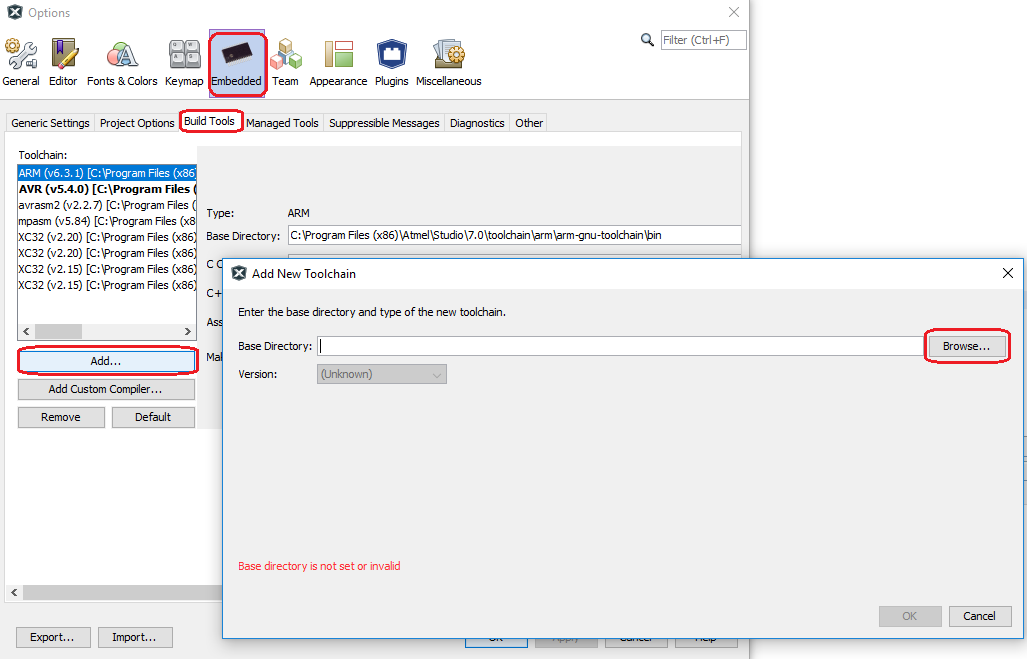 Options
Filter (Ctrl+F)
General Editor Fonts & Colors Keymap Embedded Team Appearance Plugins Miscellaneous
Generic Settings Project Options Build Tools Managed Tools Suppressible Messages Diagnostics Other
Toolchain:
ARM (v6.3.1) [C:\Program Files (x86)
AVR (v5.4.0) [C:\Program Files (
avrasm2 (v2.2.7) [C:\Program Files (
mpasm (v5.84) [C:\Program Files (x8
XC32 (v2.20) [C:\Program Files (x86)
XC32 (v2.20) [C:\Program Files (x86)
XC32 (v2.15) [C:\Program Files (x86)
XC32 (v2.15) [C:\Program Files (x86)
Type: ARM
Base Directory: C:\Program Files (x86)\Atmel\Studio\7.0\toolchain\arm\arm-gnu-toolchain\bin
C C
C+
Ass
Mal
Add...
Add Custom Compiler...
Remove Default
Add New Toolchain
Enter the base directory and type of the new toolchain.
Base Directory: Browse...
Version: (Unknown)
Base directory is not set or invalid
OK Cancel
Export... Import... OK Apply Cancel Help